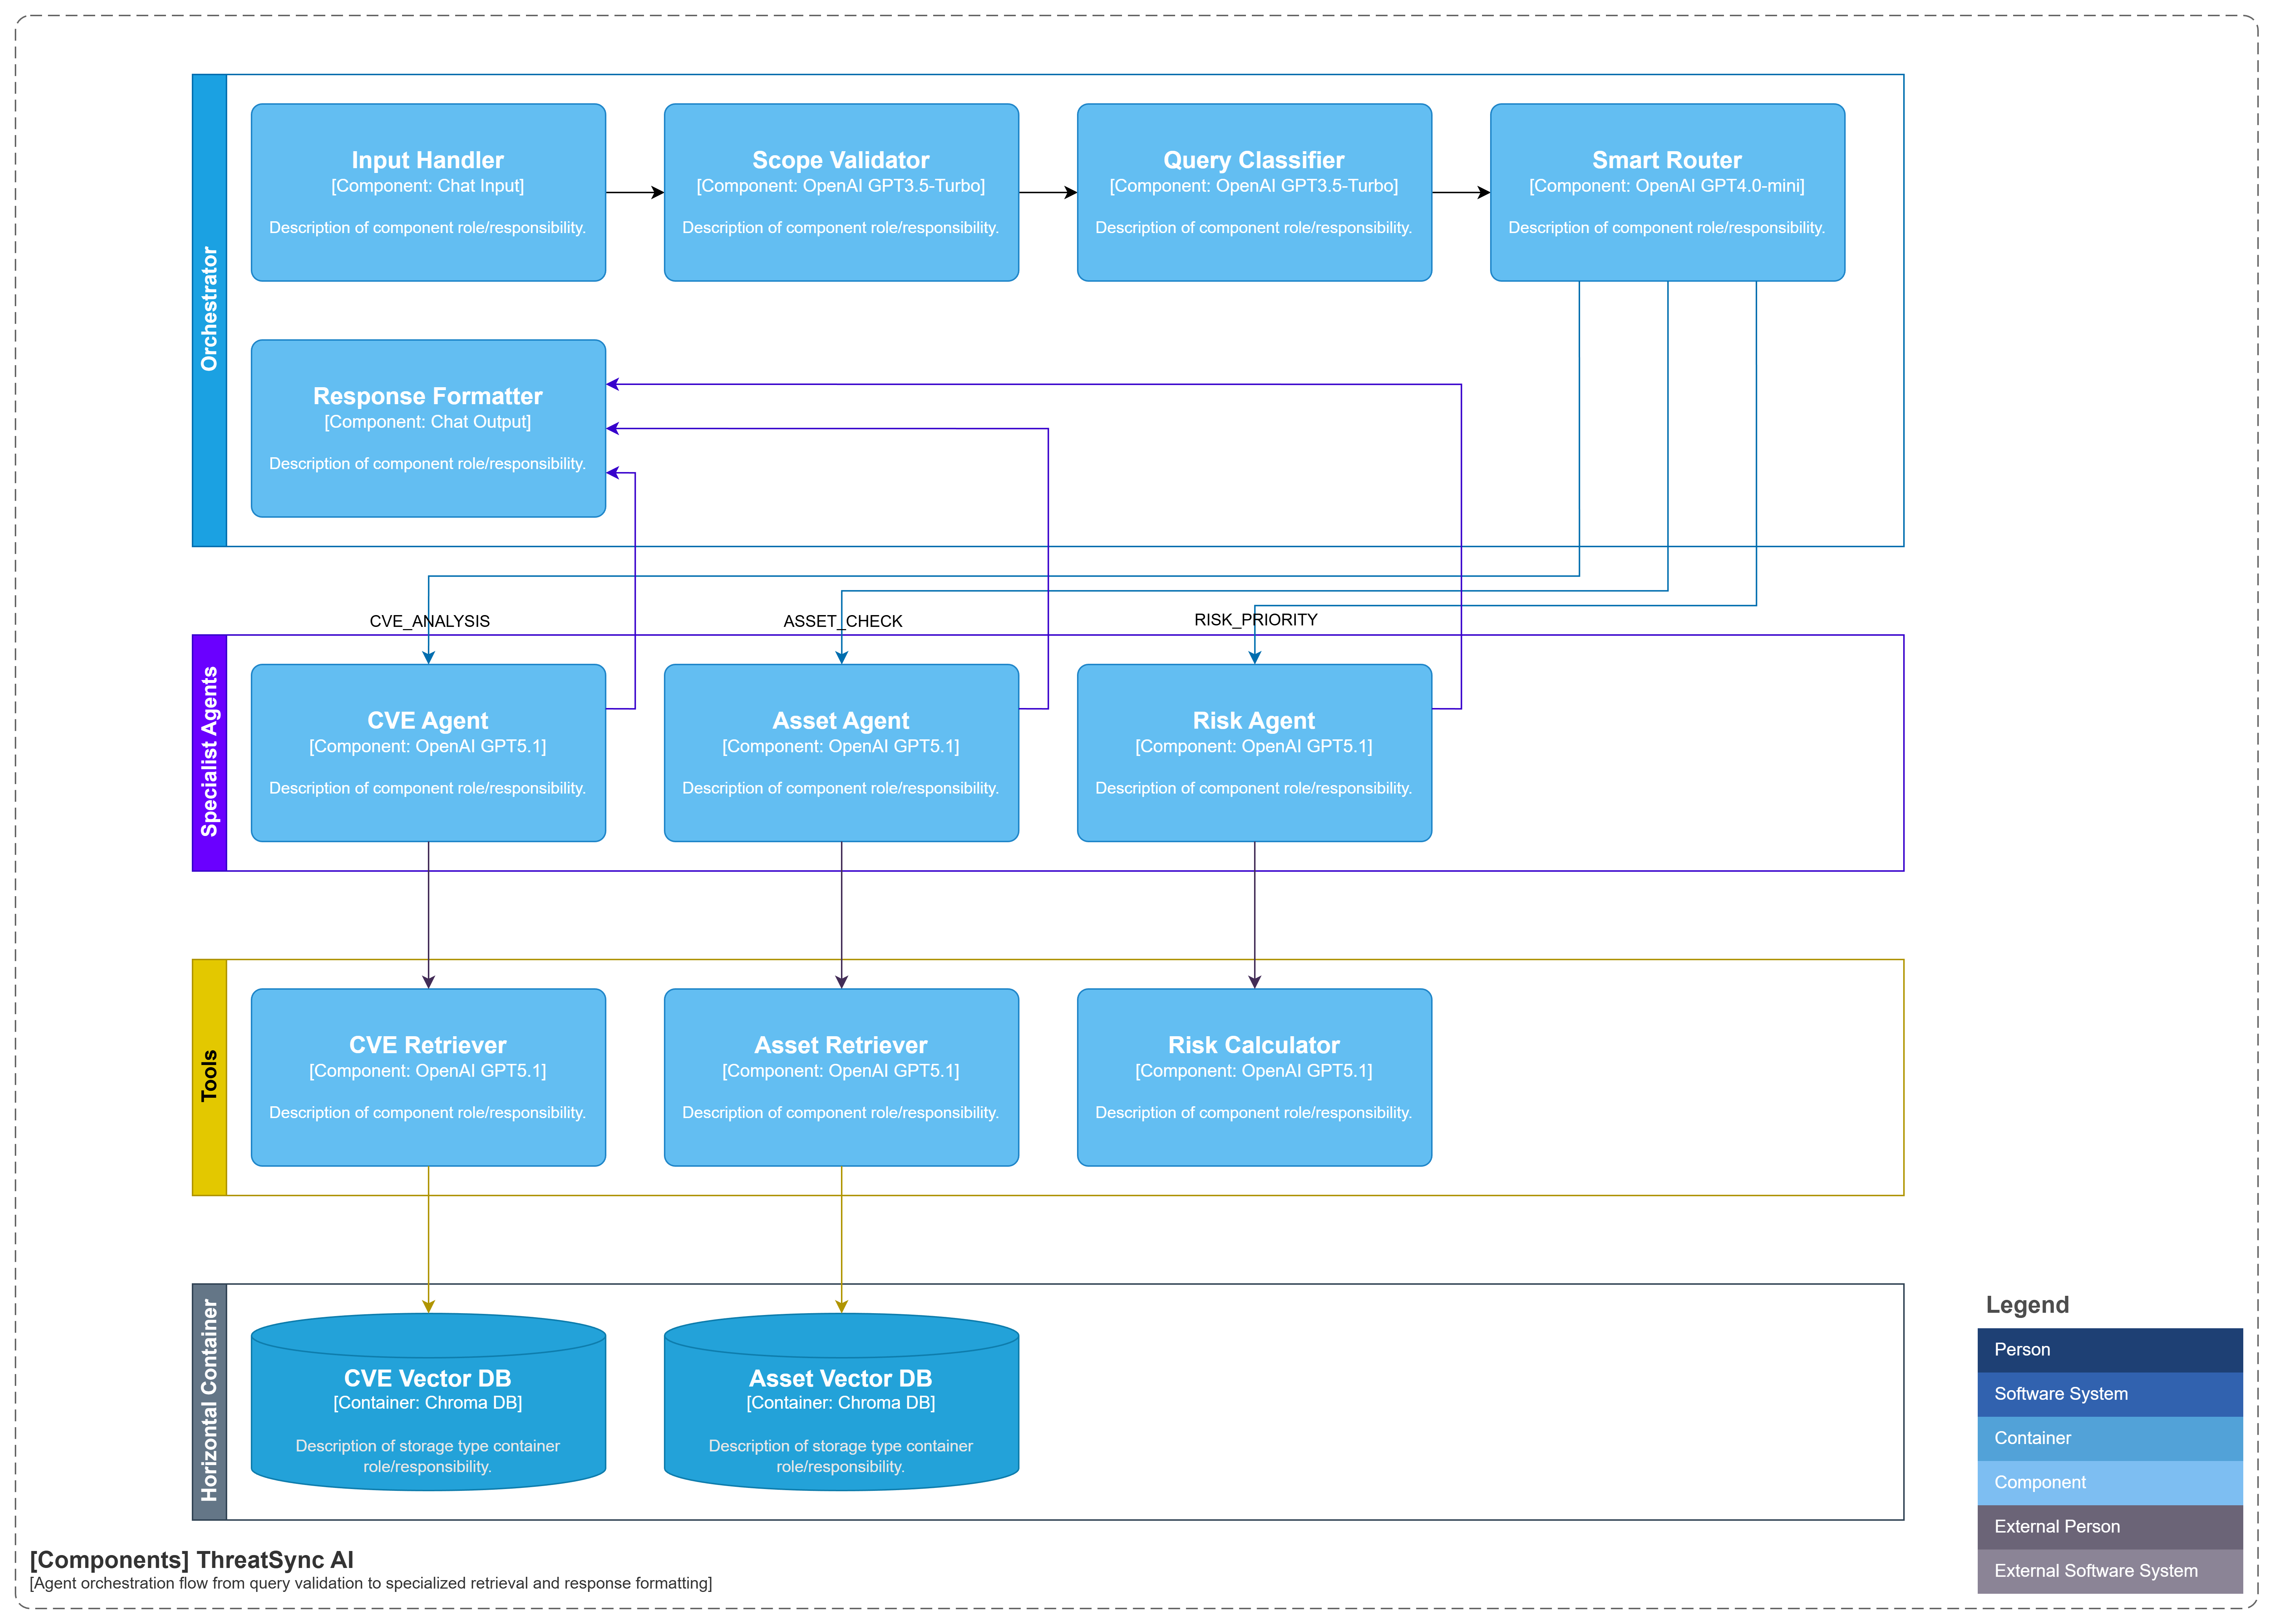 Orchestrator
Input Handler
[Component: Chat Input]
Description of component role/responsibility.
Scope Validator
[Component: OpenAI GPT3.5-Turbo]
Description of component role/responsibility.
Query Classifier
[Component: OpenAI GPT3.5-Turbo]
Description of component role/responsibility.
Smart Router
[Component: OpenAI GPT4.0-mini]
Description of component role/responsibility.
Response Formatter
[Component: Chat Output]
Description of component role/responsibility.
CVE_ANALYSIS
ASSET_CHECK
RISK_PRIORITY
Specialist Agents
CVE Agent
[Component: OpenAI GPT5.1]
Description of component role/responsibility.
Asset Agent
[Component: OpenAI GPT5.1]
Description of component role/responsibility.
Risk Agent
[Component: OpenAI GPT5.1]
Description of component role/responsibility.
Tools
CVE Retriever
[Component: OpenAI GPT5.1]
Description of component role/responsibility.
Asset Retriever
[Component: OpenAI GPT5.1]
Description of component role/responsibility.
Risk Calculator
[Component: OpenAI GPT5.1]
Description of component role/responsibility.
Horizontal Container
CVE Vector DB
[Container: Chroma DB]
Description of storage type container
role/responsibility.
Asset Vector DB
[Container: Chroma DB]
Description of storage type container
role/responsibility.
Legend
Person
Software System
Container
Component
External Person
External Software System
[Components] ThreatSync AI
[Agent orchestration flow from query validation to specialized retrieval and response formatting]